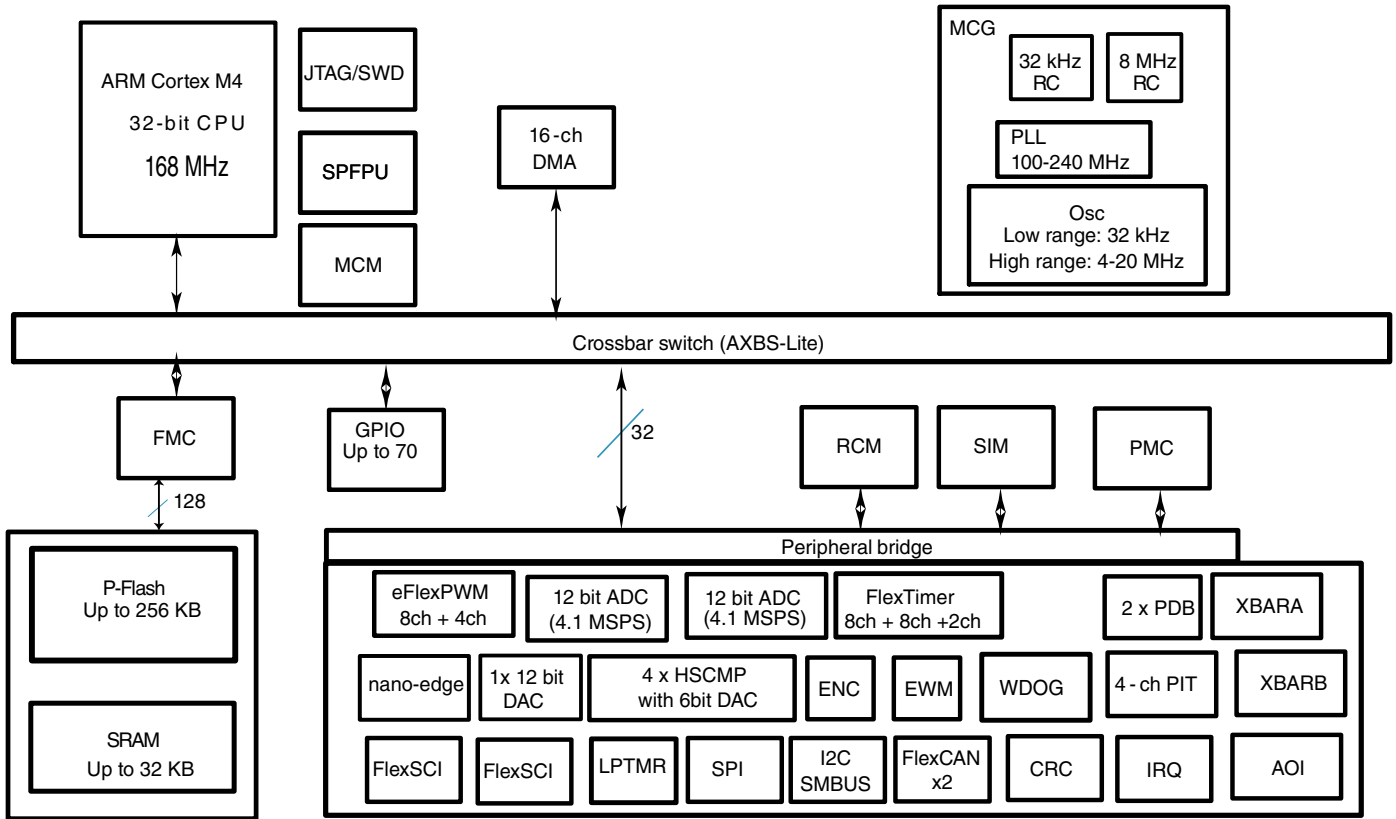 ARM Cortex M4
32-bit CPU
168 MHz
JTAG/SWD
SPFPU
MCM
16-ch
DMA
MCG
32 kHz
RC
8 MHz
RC
PLL
100-240 MHz
Osc
Low range: 32 kHz
High range: 4-20 MHz
Crossbar switch (AXBS-Lite)
FMC
GPIO
Up to 70
32
RCM
SIM
PMC
128
P-Flash
Up to 256 KB
SRAM
Up to 32 KB
Peripheral bridge
eFlexPWM
8ch + 4ch
12 bit ADC
(4.1 MSPS)
12 bit ADC
(4.1 MSPS)
FlexTimer
8ch + 8ch +2ch
2 x PDB
XBARA
nano-edge
1x 12 bit
DAC
4 x HSCMP
with 6bit DAC
ENC
EWM
WDOG
4-ch PIT
XBARB
FlexSCI
FlexSCI
LPTMR
SPI
I2C
SMBUS
FlexCAN
x2
CRC
IRQ
AOI